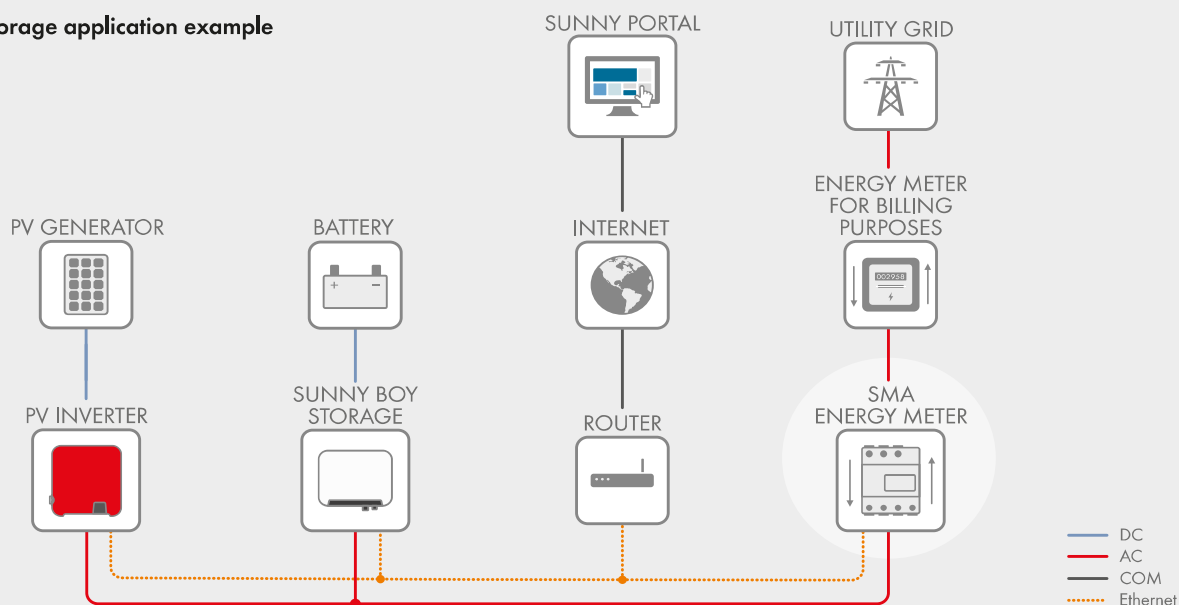 orage application example
SUNNY PORTAL
UTILITY GRID
ENERGY METER
FOR BILLING
PURPOSES
PV GENERATOR
BATTERY
INTERNET
002958
SUNNY BOY
STORAGE
SMA
ENERGY METER
PV INVERTER
ROUTER
DC
AC
COM
Ethernet